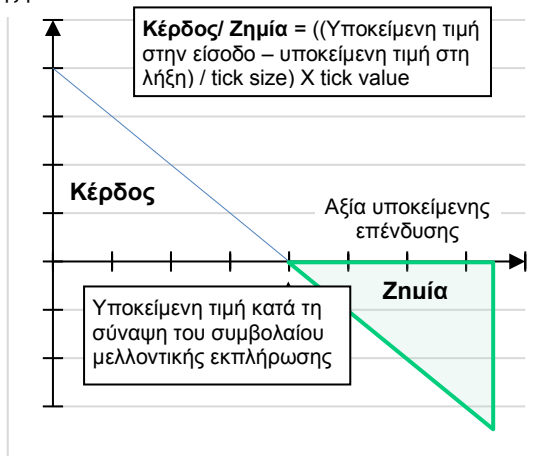 Κέρδος/ Ζημία = ((Υποκείμενη τιμή
στην είσοδο – υποκείμενη τιμή στη
λήξη) / tick size) X tick value
Κέρδος
Αξία υποκείμενης
επένδυσης
Ζημία
Υποκείμενη τιμή κατά τη
σύναψη του συμβολαίου
μελλοντικής εκπλήρωσης